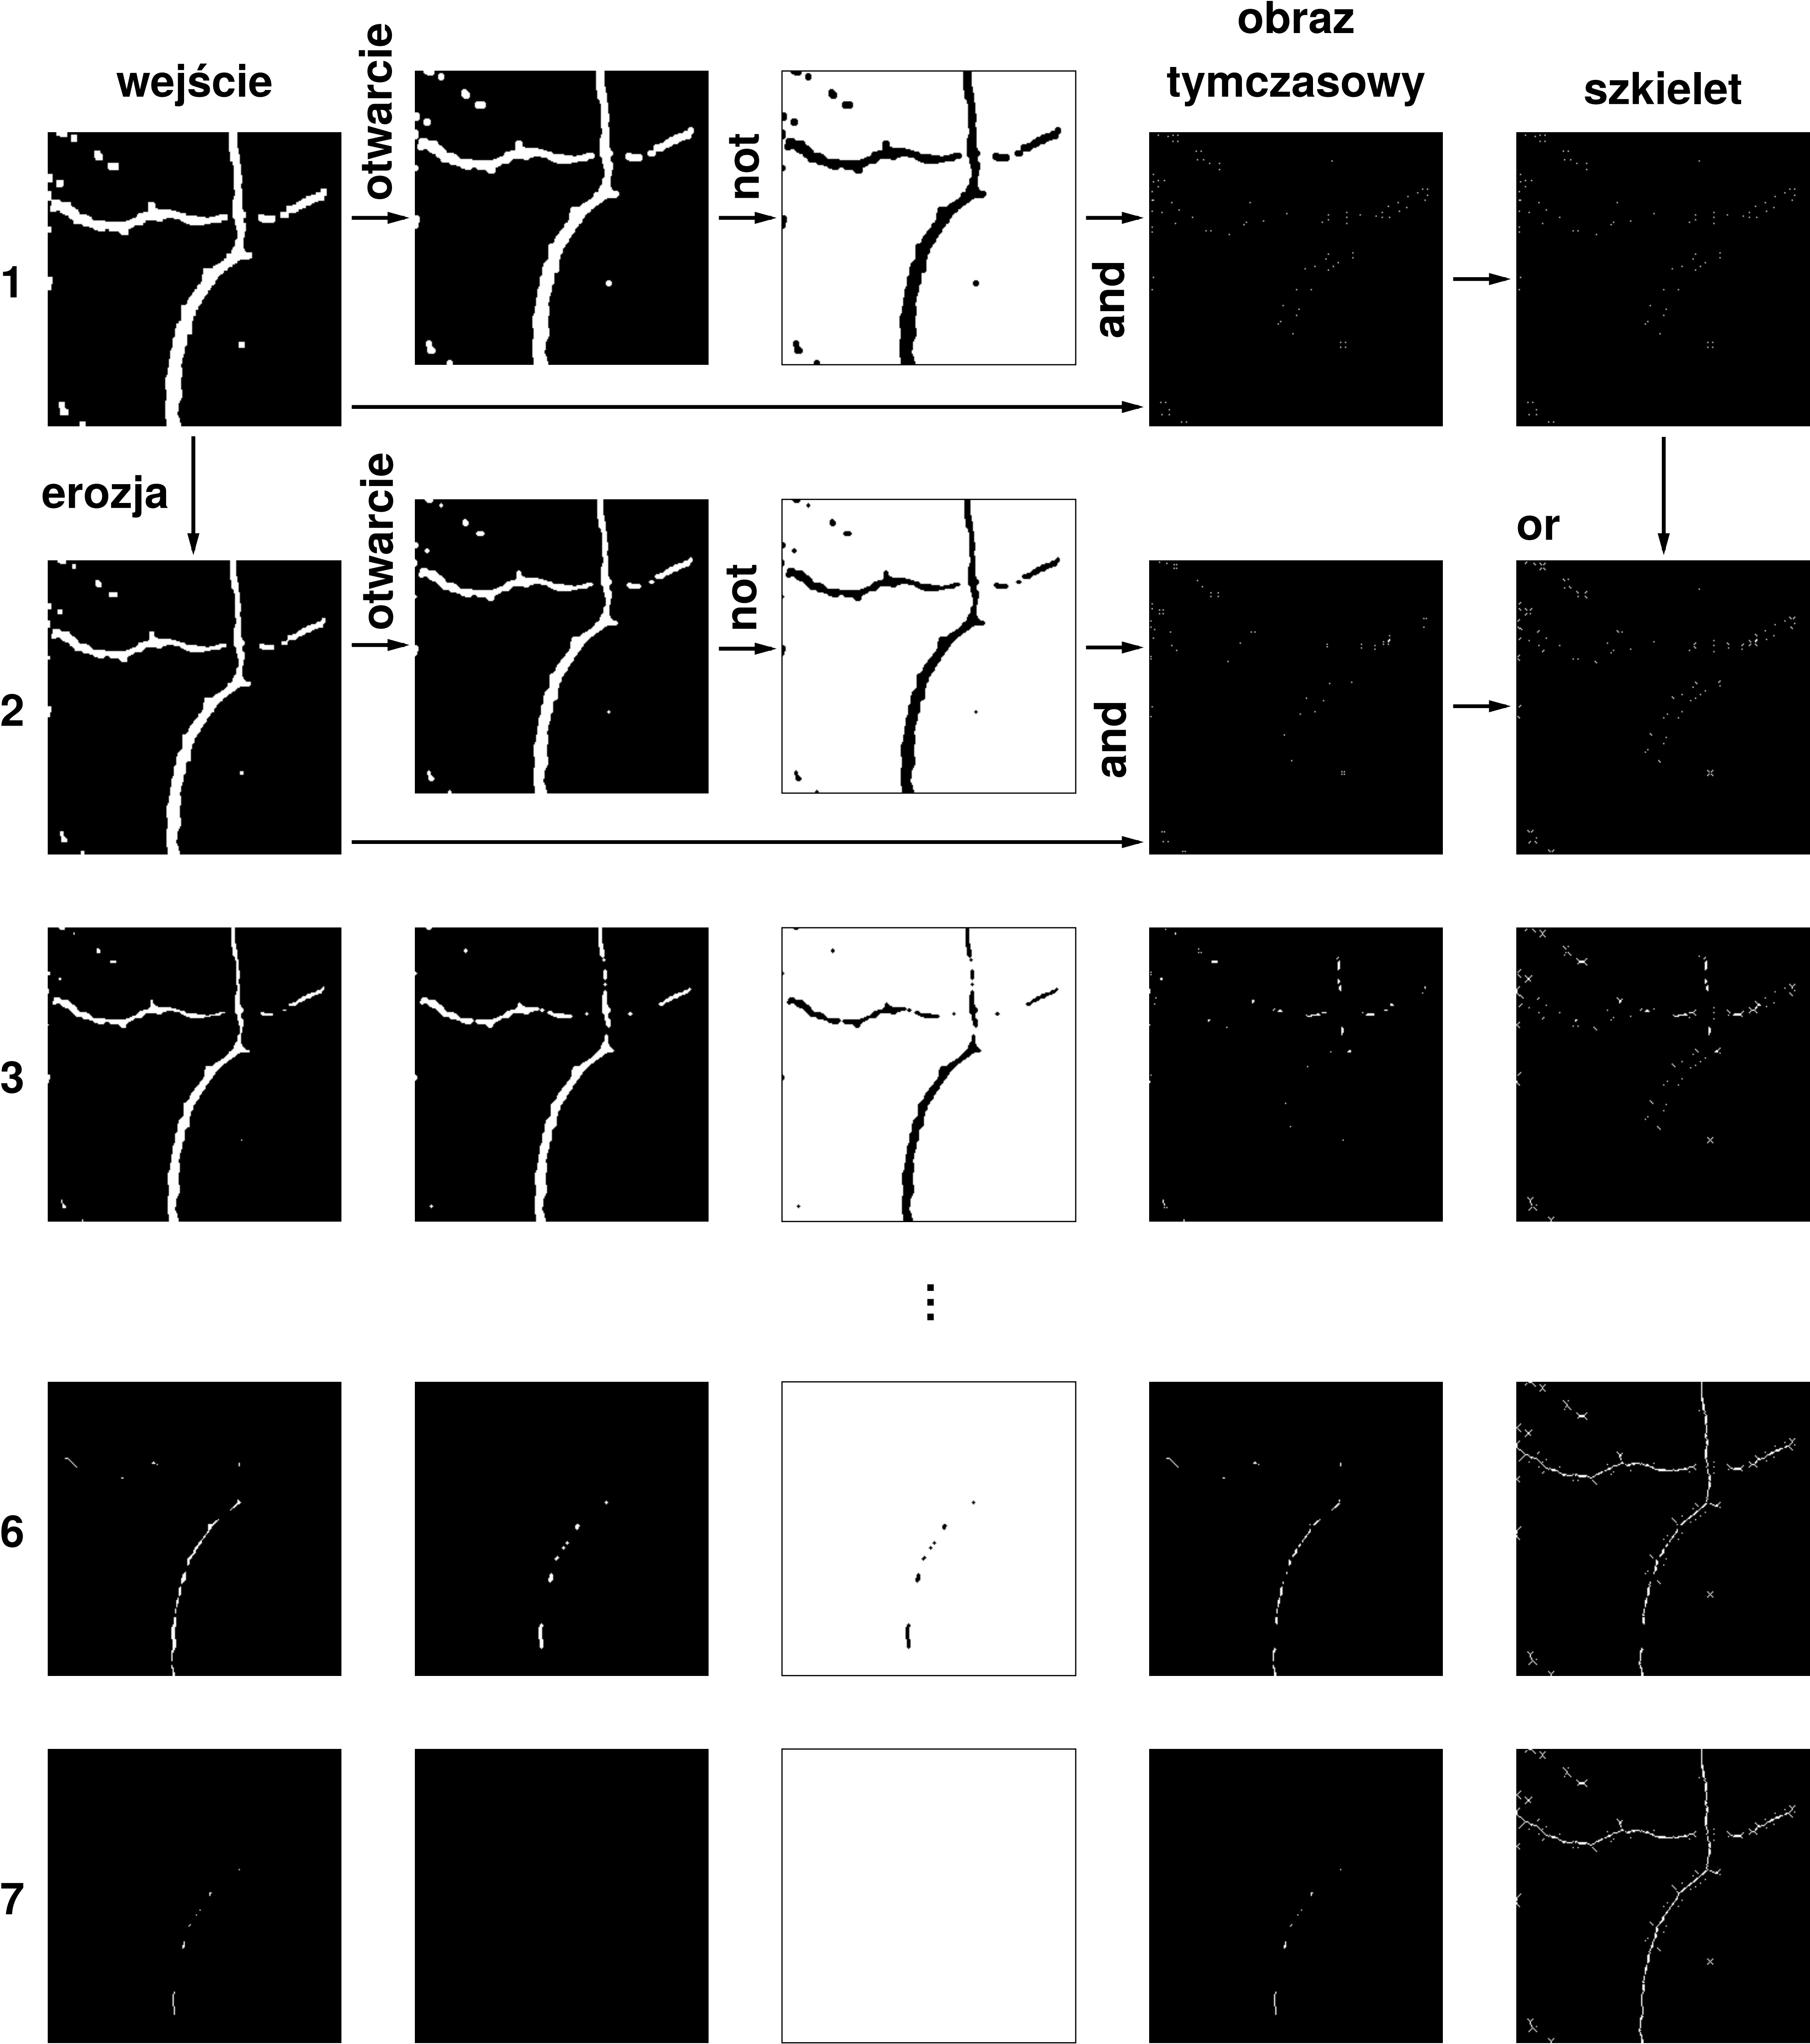 obraz
wejście
otwarcie
tymczasowy
szkielet
not
1
and
erozja
otwarcie
or
not
2
and
3
...
6
7